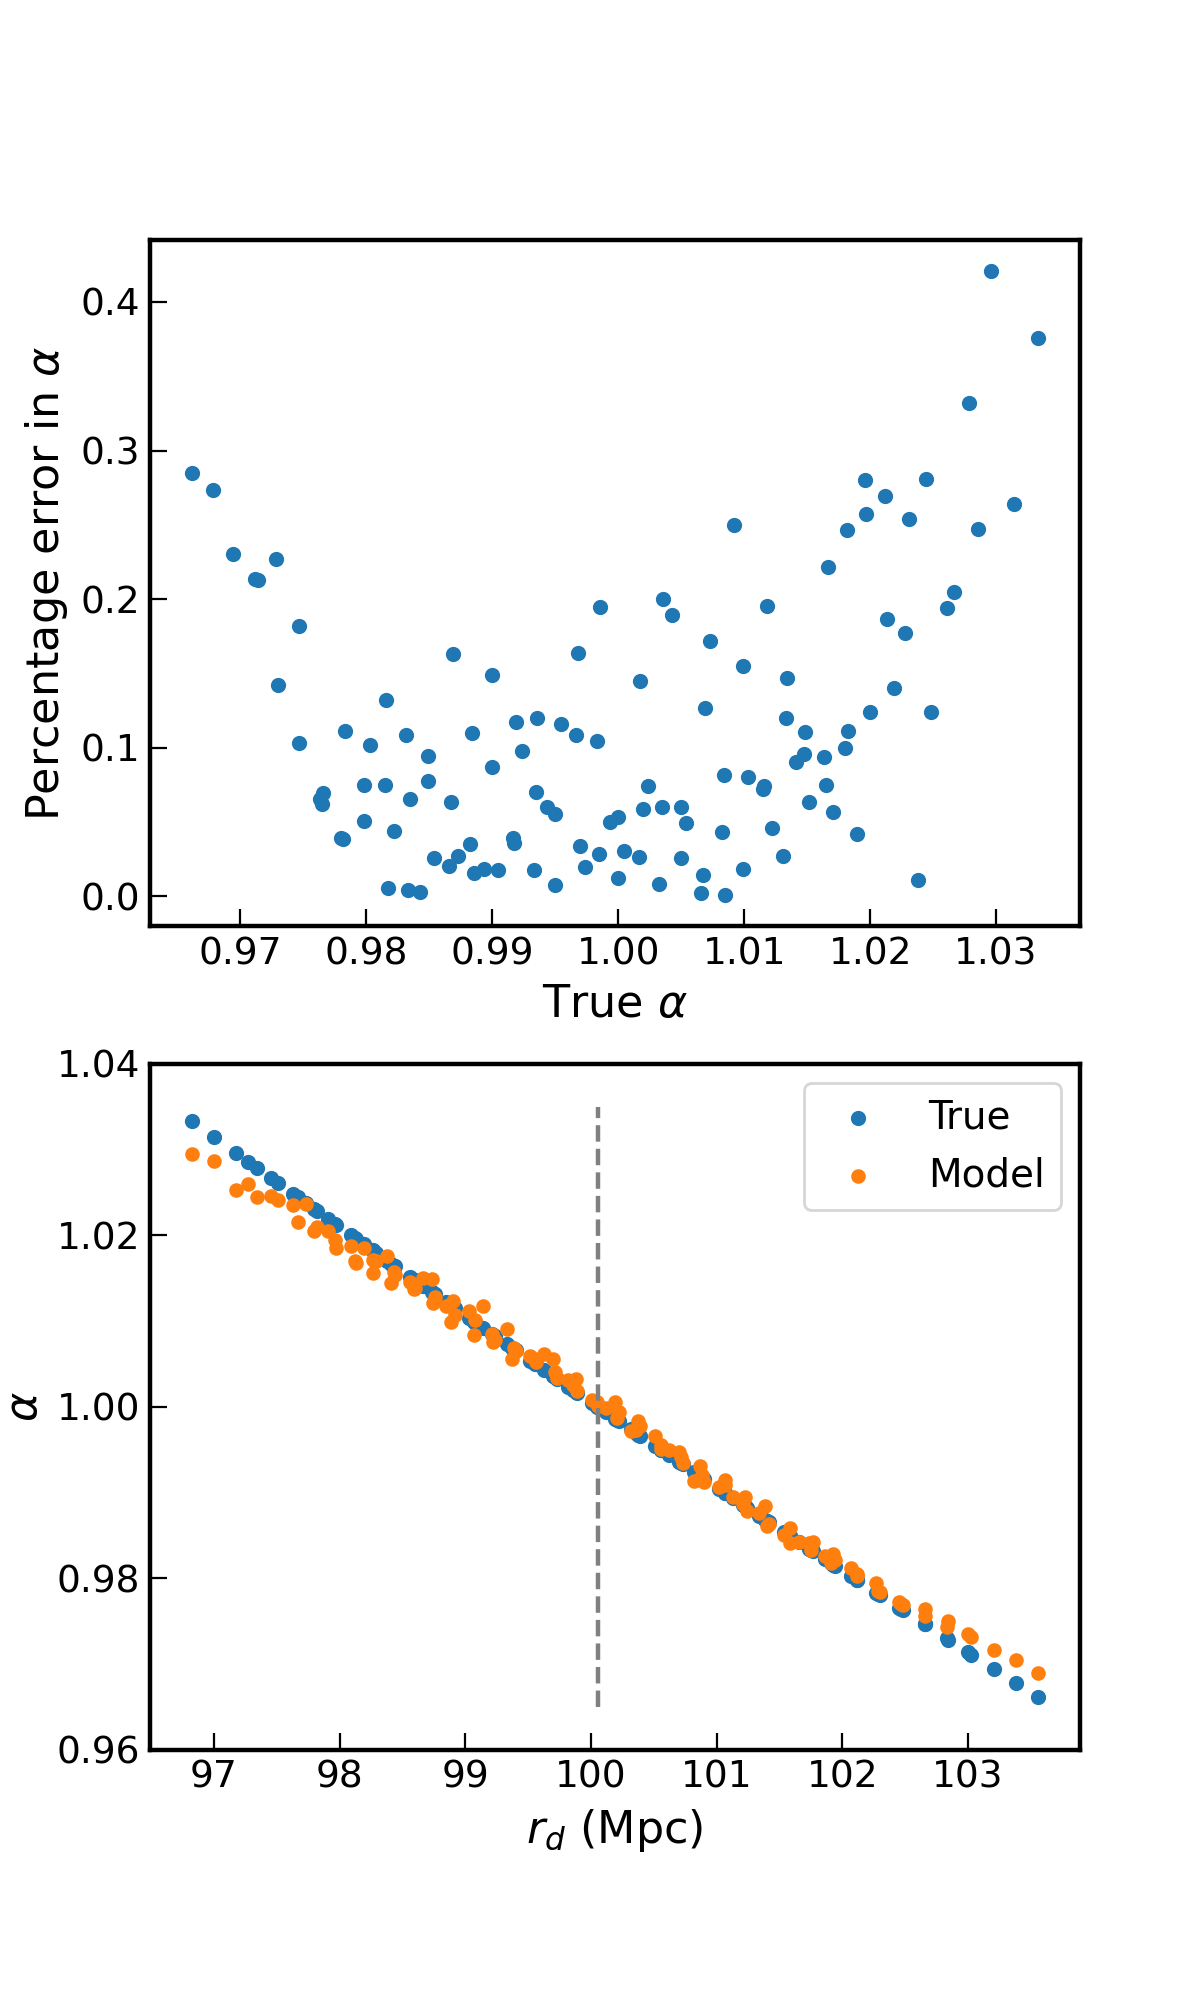 0.4
0.3
0.2
0.1
0.0
Percentage error in α
0.97 0.98 0.99 1.00 1.01 1.02 1.03
True α
1.04
1.02
1.00
0.98
0.96
α
True
Model
97 98 99 100 101 102 103
r_d (Mpc)